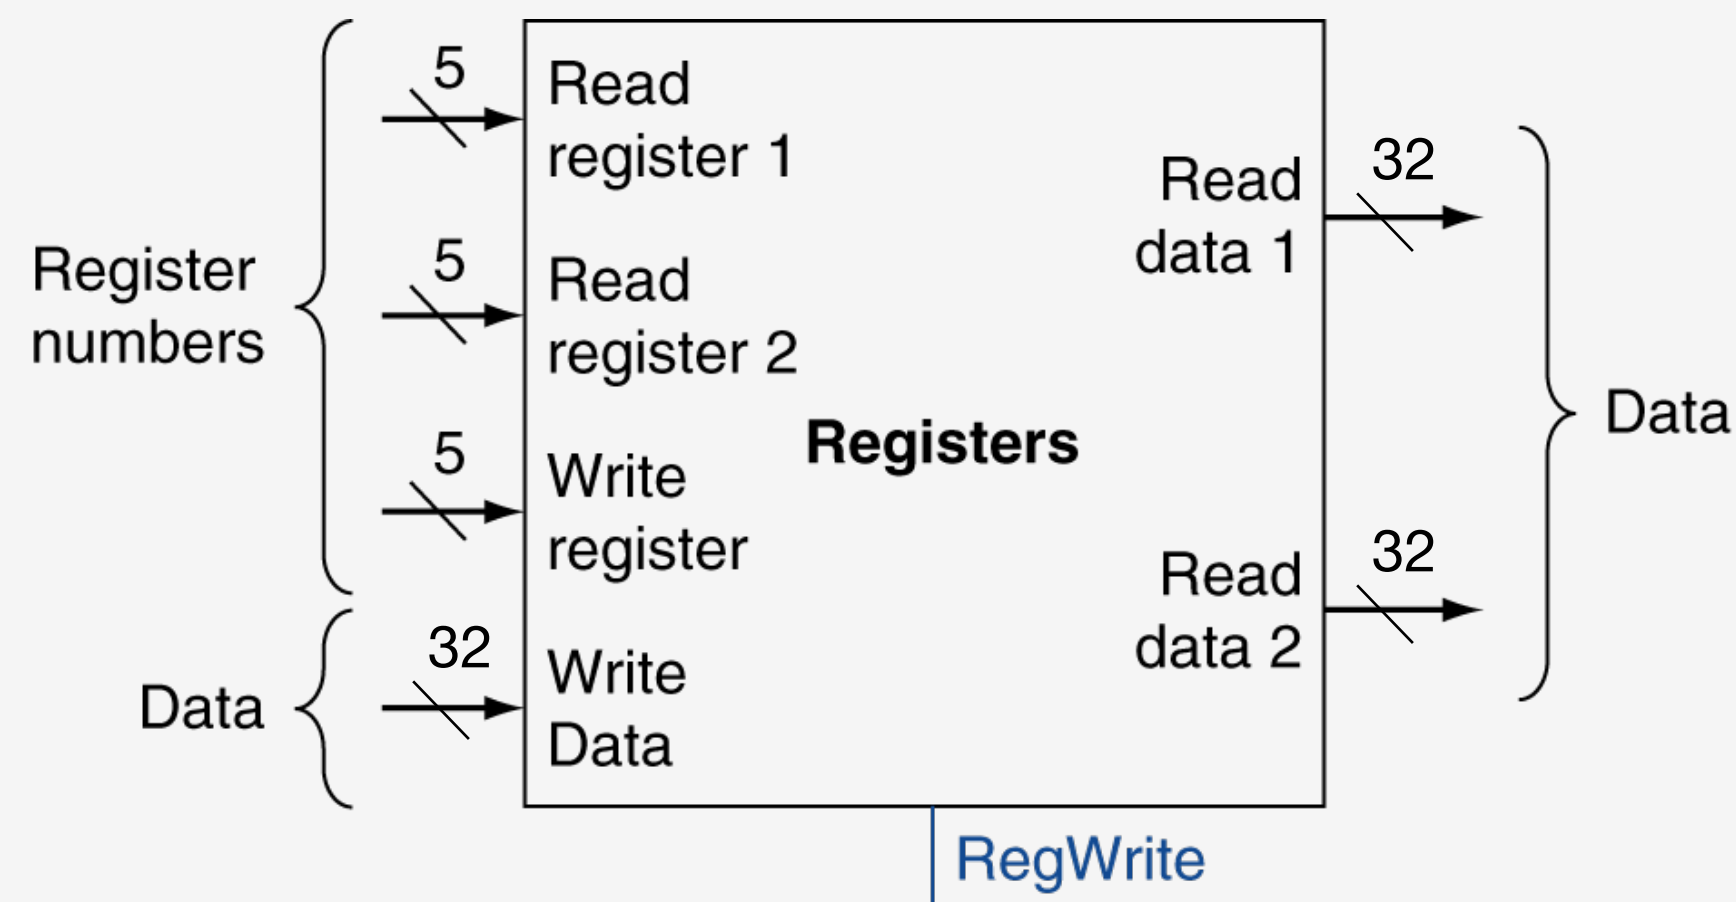 Register
numbers
5
Read
register 1
5
Read
register 2
5
Write
register
Data
32
Write
Data
Registers
Read
data 1
32
Read
data 2
32
Data
RegWrite